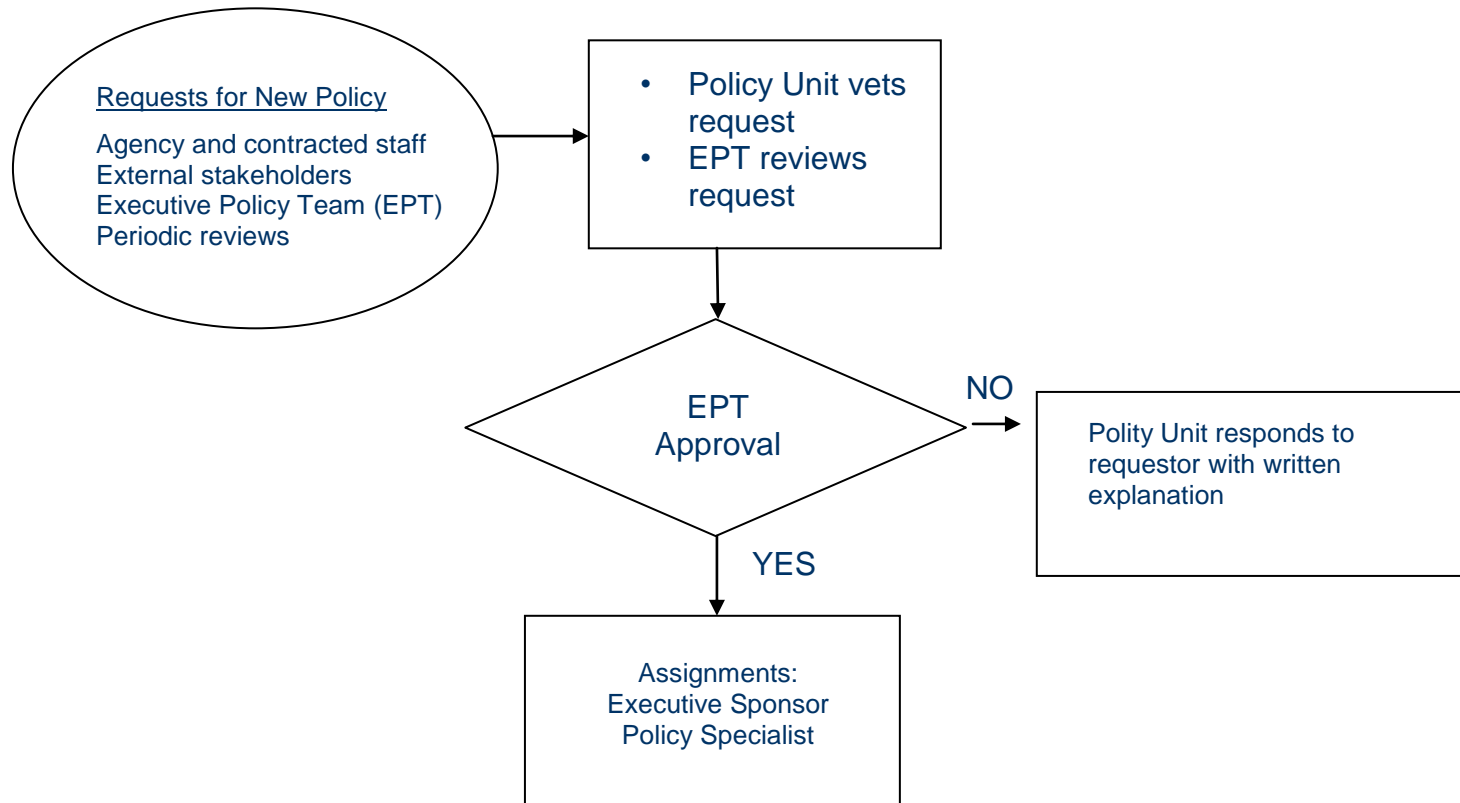 Requests for New Policy
Agency and contracted staff
External stakeholders
Executive Policy Team (EPT)
Periodic reviews
• Policy Unit vets
request
• EPT reviews
request
EPT
Approval
NO
Polity Unit responds to
requestor with written
explanation
YES
Assignments:
Executive Sponsor
Policy Specialist